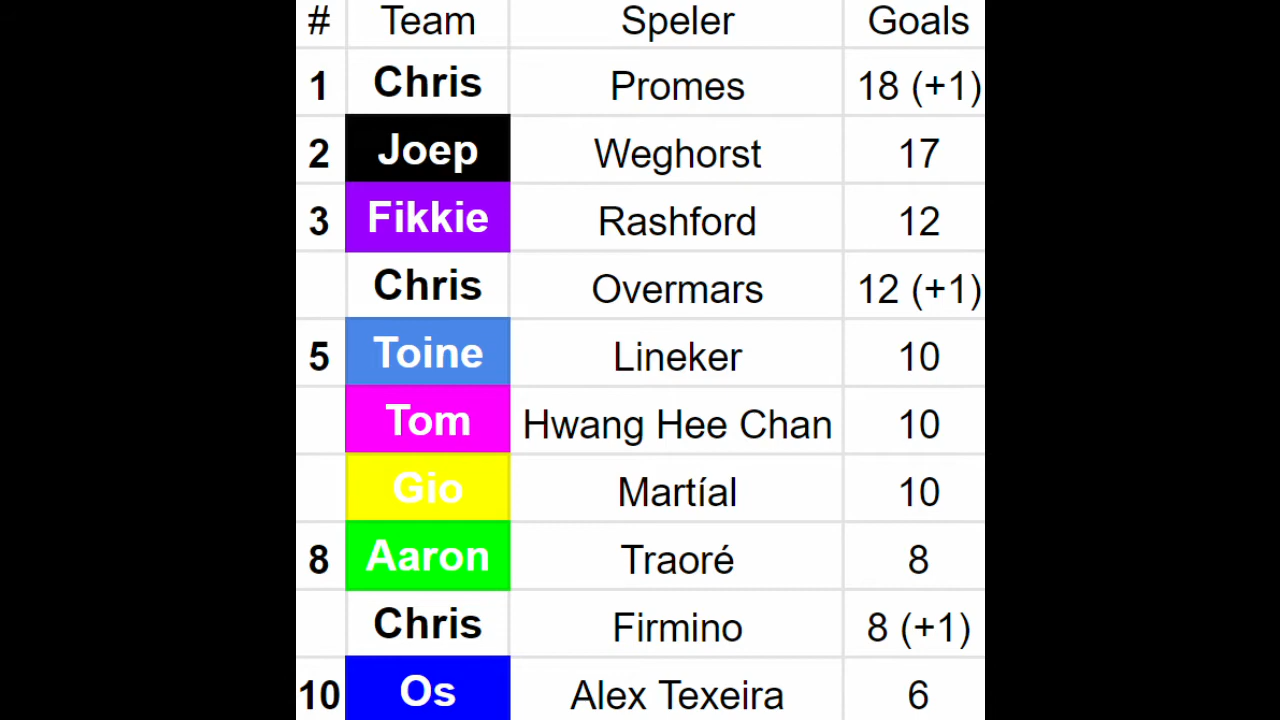 # Team Speler Goals
1 Chris Promes 18 (+1)
2 Joep Weghorst 17
3 Fikkie Rashford 12
Chris Overmars 12 (+1)
5 Toine Lineker 10
Tom Hwang Hee Chan 10
Gio Martíal 10
8 Aaron Traoré 8
Chris Firmino 8 (+1)
10 Os Alex Texeira 6